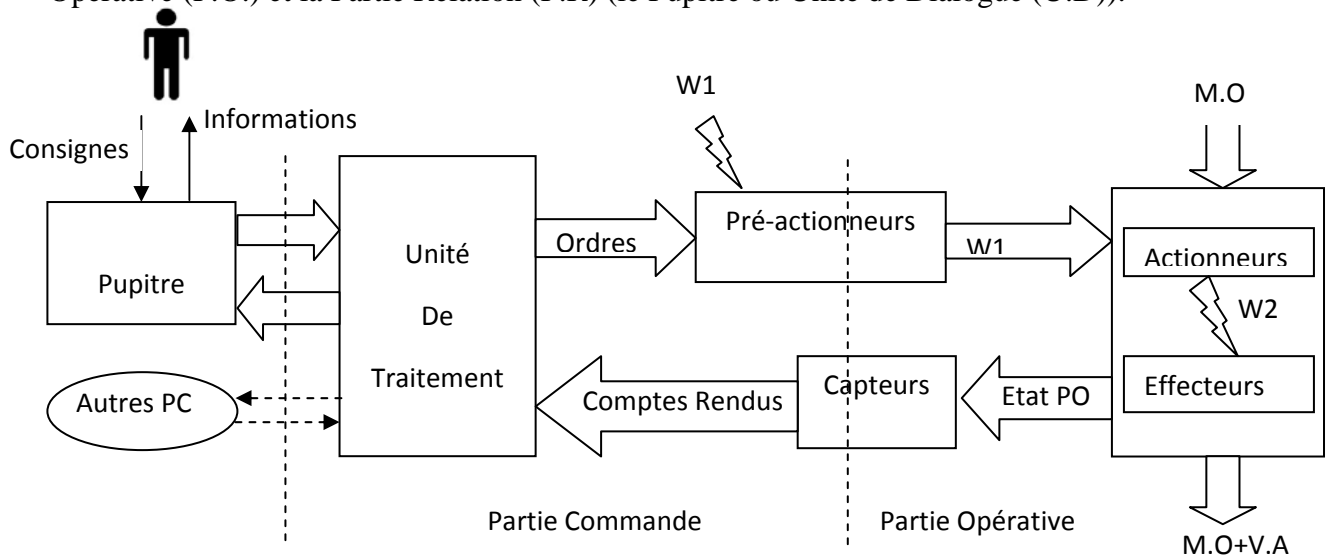 Opérative (P.O.) et la Partie Relation (P.R) (le Pupitre ou Unité de Dialogue (U.D)).
W1
M.O
Informations
Consignes
Pré-actionneurs
Unité
Ordres
W1
Actionneurs
Pupitre
De
W2
Traitement
Capteurs
Autres PC
Comptes Rendus
Etat PO
Effecteurs
Partie Commande
Partie Opérative
M.O+V.A